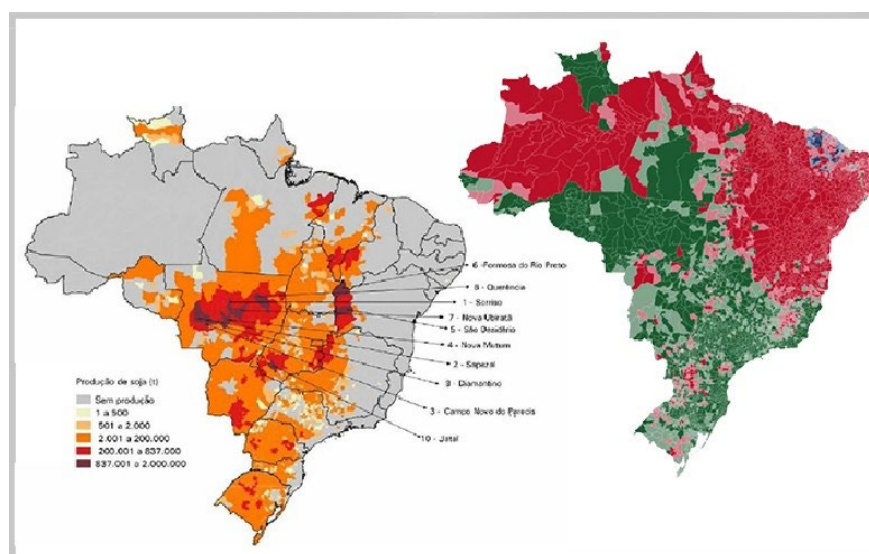 6 -Formosa do Rio Preto
8 - Querência
1 - Sorriso
7 - Nova Ubiratã
5 - São Desidério
4 - Nova Mutum
2 - Sapezal
9 - Diamantino
3 - Campo Novo do Parecis
10 - Jataí
Produção de soja (t)
Sem produção
1 a 500
501 a 2.000
2.001 a 200.000
200.001 a 837.000
837.001 a 2.000.000